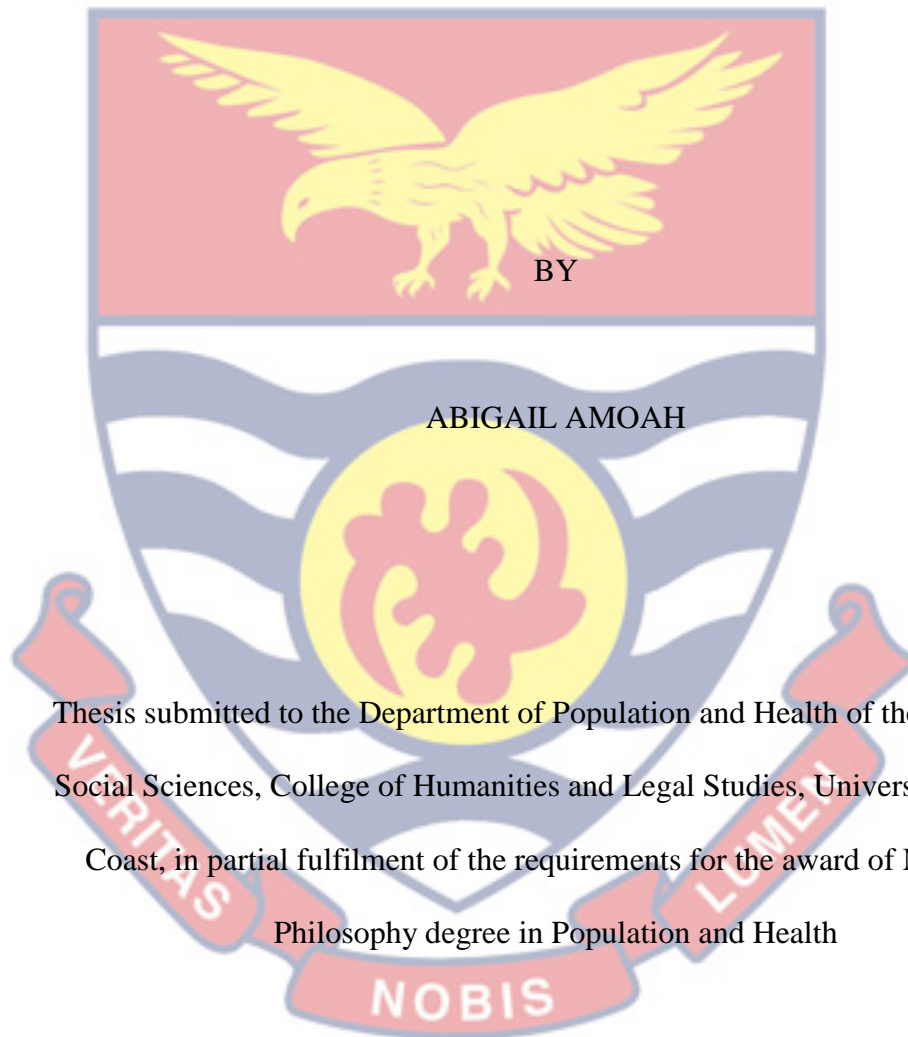 BY
ABIGAIL AMOAH
Thesis submitted to the Department of Population and Health of the
Social Sciences, College of Humanities and Legal Studies, Univers
Coast, in partial fulfilment of the requirements for the award of
Philosophy degree in Population and Health
VERITAS
NOBIS
LUMEN